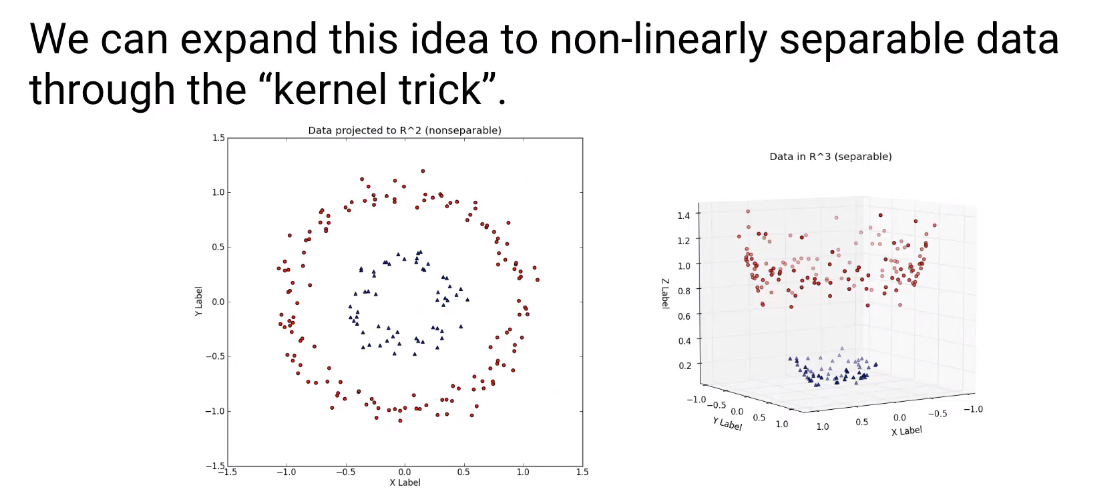 We can expand this idea to non-linearly separable data
through the “kernel trick”.
Data projected to R^2 (nonseparable)
1.5
1.0
0.5
0.0
−0.5
−1.0
−1.5
Y Label
−1.5 −1.0 −0.5 0.0 0.5 1.0 1.5
X Label
Data in R^3 (separable)
1.4
1.2
1.0
0.8
0.6
0.4
0.2
Z Label
−1.0 −0.5 0.0 0.5 1.0
Y Label
1.0 0.5 0.0 −0.5 −1.0
X Label